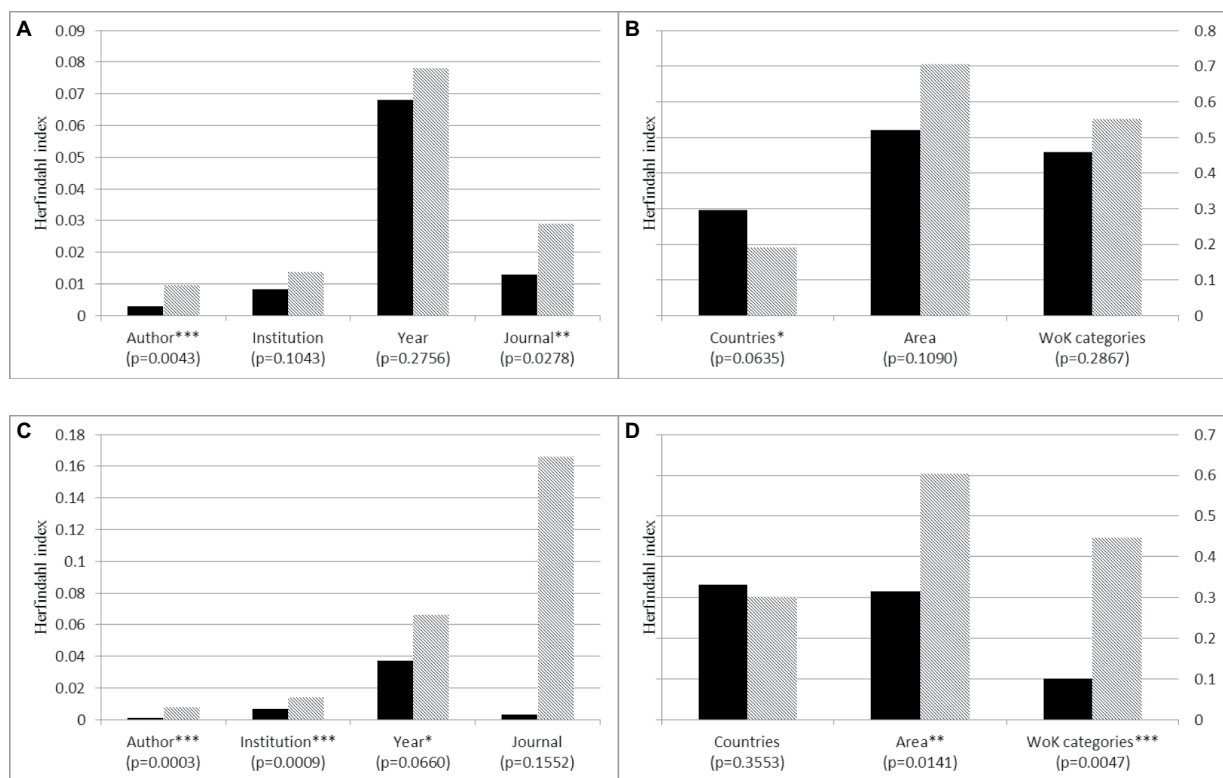 A
Herfindahl index
0.09
0.08
0.07
0.06
0.05
0.04
0.03
0.02
0.01
0
Author*** Institution Year Journal**
(p=0.0043) (p=0.1043) (p=0.2756) (p=0.0278)
B
Herfindahl index
0.8
0.7
0.6
0.5
0.4
0.3
0.2
0.1
0
Countries* Area WoK categories
(p=0.0635) (p=0.1090) (p=0.2867)
C
Herfindahl index
0.18
0.16
0.14
0.12
0.1
0.08
0.06
0.04
0.02
0
Author*** Institution*** Year* Journal
(p=0.0003) (p=0.0009) (p=0.0660) (p=0.1552)
D
Herfindahl index
0.7
0.6
0.5
0.4
0.3
0.2
0.1
0
Countries Area** WoK categories***
(p=0.3553) (p=0.0141) (p=0.0047)